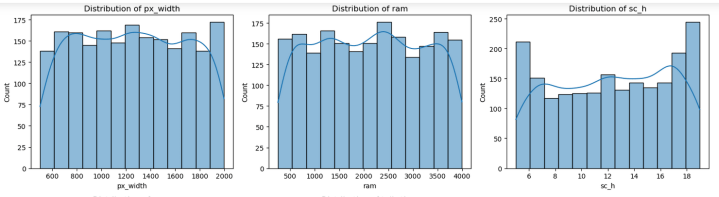 Distribution of px_width
Count
175
150
125
100
75
50
25
0
600 800 1000 1200 1400 1600 1800 2000
px_width
Distribution of ram
Count
175
150
125
100
75
50
25
0
500 1000 1500 2000 2500 3000 3500 4000
ram
Distribution of sc_h
Count
250
200
150
100
50
0
6 8 10 12 14 16 18
sc_h